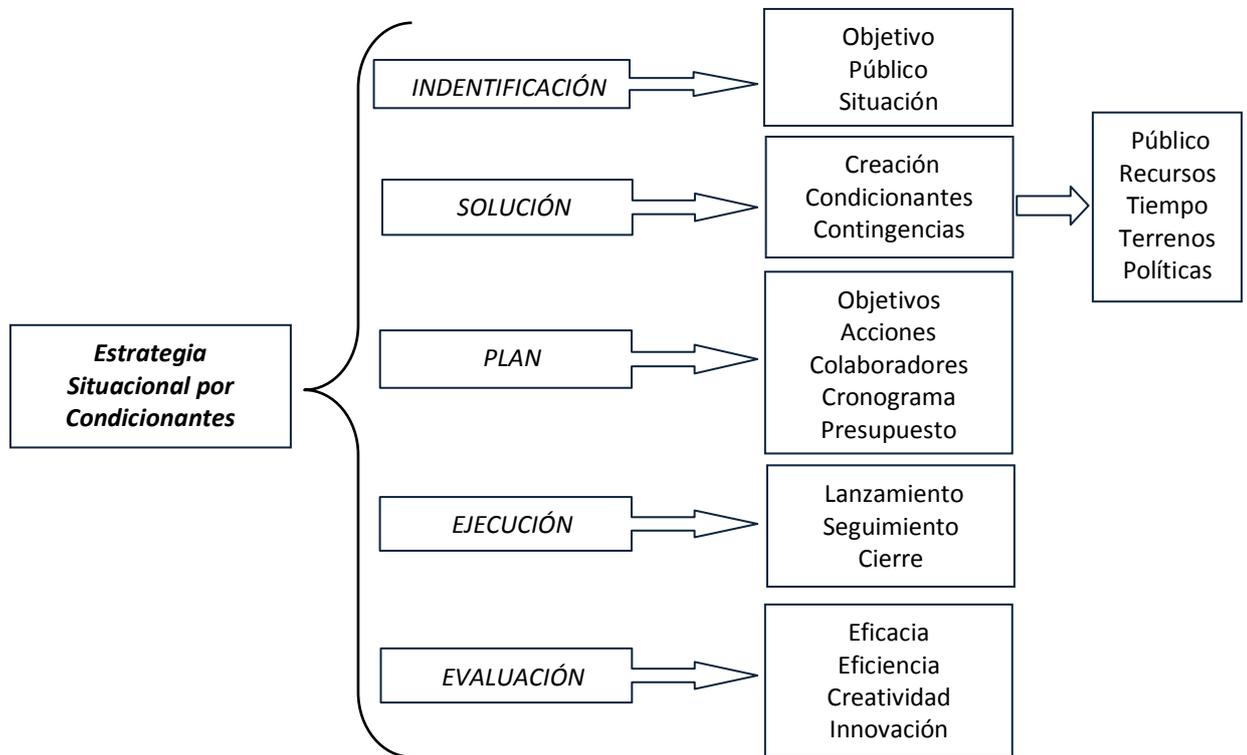 Estrategia
Situacional por
Condicionantes
INDENTIFICACIÓN
Objetivo
Público
Situación
SOLUCIÓN
Creación
Condicionantes
Contingencias
Público
Recursos
Tiempo
Terrenos
Políticas
PLAN
Objetivos
Acciones
Colaboradores
Cronograma
Presupuesto
EJECUCIÓN
Lanzamiento
Seguimiento
Cierre
EVALUACIÓN
Eficacia
Eficiencia
Creatividad
Innovación